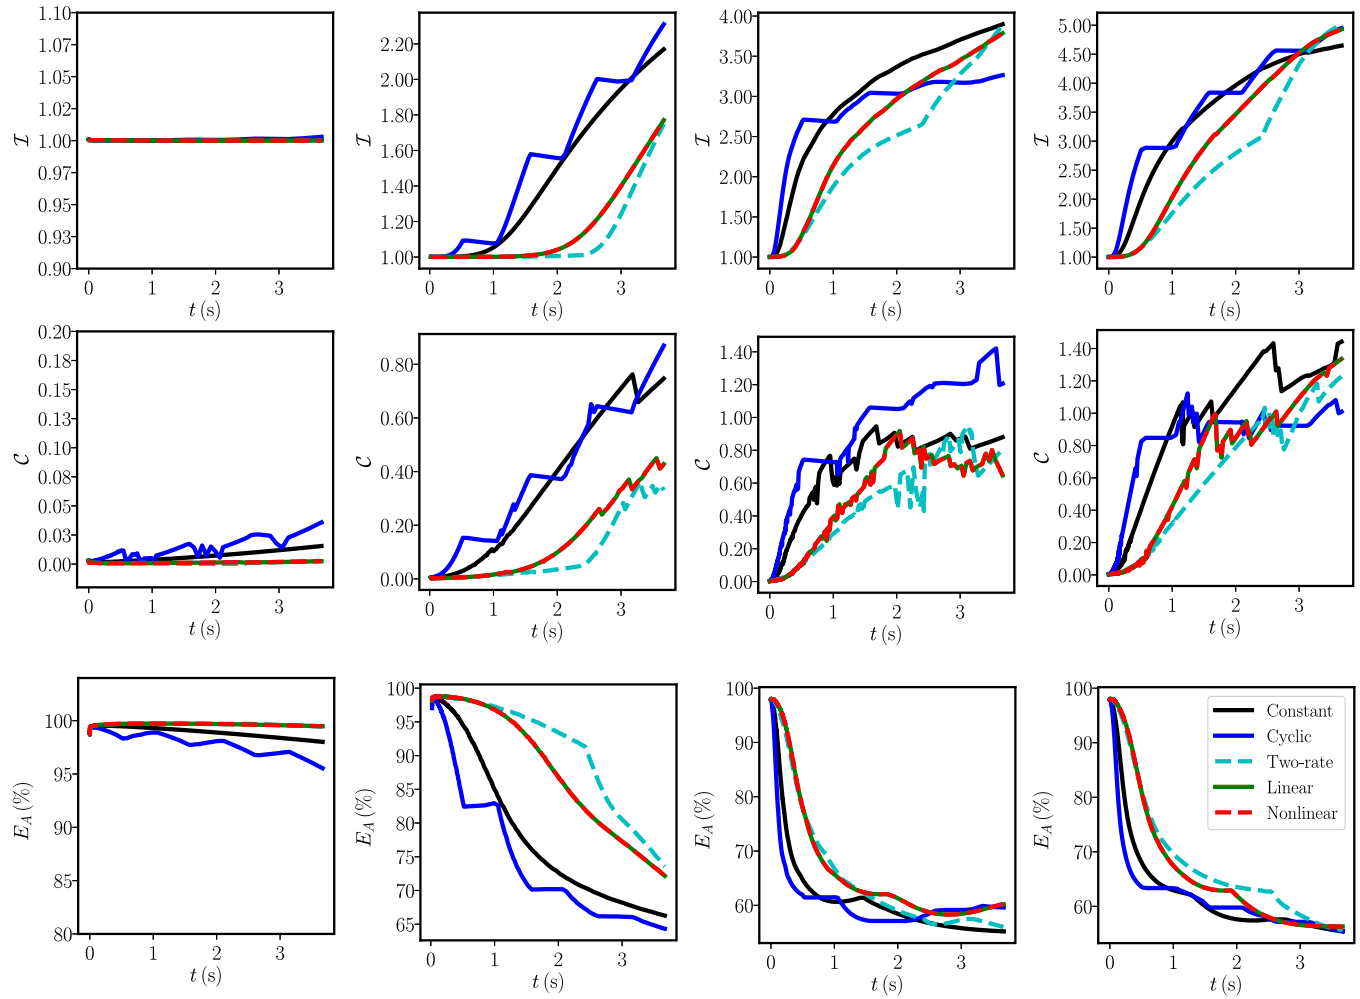 1.10
1.07
1.05
1.02
1.00
0.97
0.95
0.93
0.90
ℐ
0 1 2 3
t (s)
2.20
2.00
1.80
1.60
1.40
1.20
1.00
ℐ
0 1 2 3
t (s)
4.00
3.50
3.00
2.50
2.00
1.50
1.00
ℐ
0 1 2 3
t (s)
5.00
4.50
4.00
3.50
3.00
2.50
2.00
1.50
1.00
ℐ
0 1 2 3
t (s)
0.20
0.17
0.15
0.13
0.10
0.08
0.05
0.03
0.00
𝒞
0 1 2 3
t (s)
0.80
0.60
0.40
0.20
0.00
𝒞
0 1 2 3
t (s)
1.40
1.20
1.00
0.80
0.60
0.40
0.20
0.00
𝒞
0 1 2 3
t (s)
1.40
1.20
1.00
0.80
0.60
0.40
0.20
0.00
𝒞
0 1 2 3
t (s)
100
95
90
85
80
E_A (%)
0 1 2 3
t (s)
100
95
90
85
80
75
70
65
E_A (%)
0 1 2 3
t (s)
100
90
80
70
60
E_A (%)
0 1 2 3
t (s)
100
90
80
70
60
E_A (%)
0 1 2 3
t (s)
Constant
Cyclic
Two-rate
Linear
Nonlinear